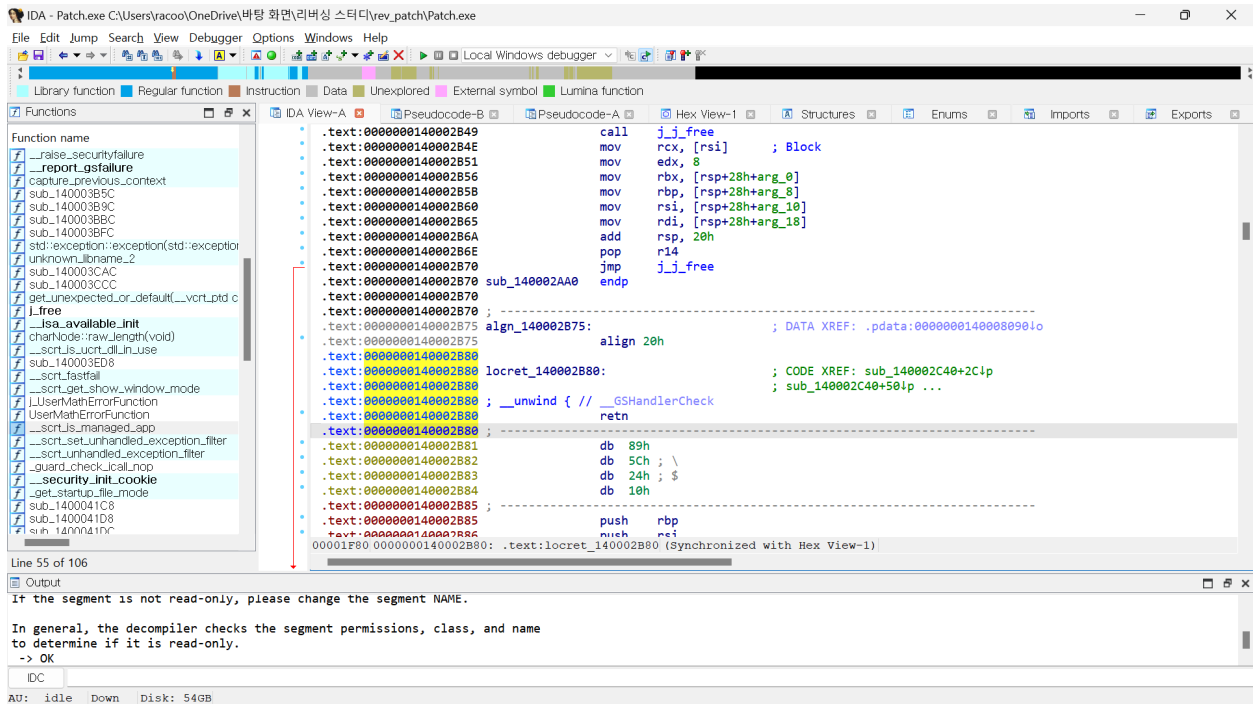 IDA - Patch.exe C:\Users\racoo\OneDrive\바탕 화면\리버싱 스터디\rev_patch\Patch.exe
File Edit Jump Search View Debugger Options Windows Help
Local Windows debugger
Library function Regular function Instruction Data Unexplored External symbol Lumina function
Functions
IDA View-A Pseudocode-B Pseudocode-A Hex View-1 Structures Enums Imports Exports
Function name
__raise_securityfailure
__report_gsfailure
capture_previous_context
sub_140003B5C
sub_140003B9C
sub_140003BBC
sub_140003BFC
std::exception::exception(std::exception
unknown_libname_2
sub_140003CAC
sub_140003CCC
get_unexpected_or_default(__vcrt_ptd c
j_free
__isa_available_init
charNode::raw_length(void)
__scrt_is_ucrt_dll_in_use
sub_140003ED8
__scrt_fastfail
__scrt_get_show_window_mode
j_UserMathErrorFunction
UserMathErrorFunction
__scrt_is_managed_app
__scrt_set_unhandled_exception_filter
__scrt_unhandled_exception_filter
_guard_check_icall_nop
__security_init_cookie
_get_startup_file_mode
sub_1400041C8
sub_1400041D8
sub_1400041DC
Line 55 of 106
.text:0000000140002B49 call j_j_free
.text:0000000140002B4E mov rcx, [rsi] ; Block
.text:0000000140002B51 mov edx, 8
.text:0000000140002B56 mov rbx, [rsp+28h+arg_0]
.text:0000000140002B5B mov rbp, [rsp+28h+arg_8]
.text:0000000140002B60 mov rsi, [rsp+28h+arg_10]
.text:0000000140002B65 mov rdi, [rsp+28h+arg_18]
.text:0000000140002B6A add rsp, 20h
.text:0000000140002B6E pop r14
.text:0000000140002B70 jmp j_j_free
.text:0000000140002B70 sub_140002AA0 endp
.text:0000000140002B70
.text:0000000140002B70 ; ---------------------------------------------------------------------------
.text:0000000140002B75 algn_140002B75: ; DATA XREF: .pdata:0000000140008090↓o
.text:0000000140002B75 align 20h
.text:0000000140002B80
.text:0000000140002B80 locret_140002B80: ; CODE XREF: sub_140002C40+2C↓p
.text:0000000140002B80 ; sub_140002C40+50↓p ...
.text:0000000140002B80 ; __unwind { // __GSHandlerCheck
.text:0000000140002B80 retn
.text:0000000140002B80 ; ---------------------------------------------------------------------------
.text:0000000140002B81 db 89h
.text:0000000140002B82 db 5Ch ; \
.text:0000000140002B83 db 24h ; $
.text:0000000140002B84 db 10h
.text:0000000140002B85 ; ---------------------------------------------------------------------------
.text:0000000140002B85 push rbp
.text:0000000140002B86 push rsi
00001F80 0000000140002B80: .text:locret_140002B80 (Synchronized with Hex View-1)
Output
If the segment is not read-only, please change the segment NAME.
In general, the decompiler checks the segment permissions, class, and name
to determine if it is read-only.
-> OK
IDC
AU: idle Down Disk: 54GB